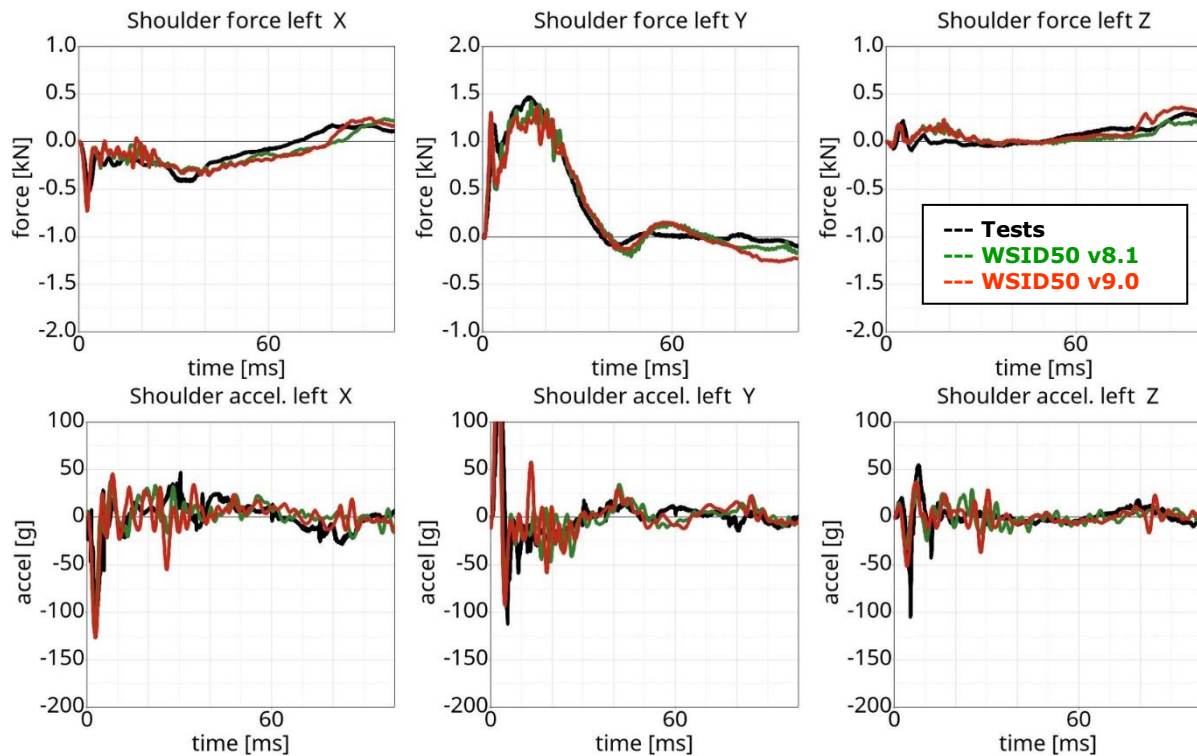 Shoulder force left X
Shoulder force left Y
Shoulder force left Z
force [kN]
1.0
0.5
0.0
-0.5
-1.0
-1.5
-2.0
0
60
time [ms]
force [kN]
2.0
1.5
1.0
0.5
0.0
-0.5
-1.0
0
60
time [ms]
force [kN]
1.0
0.5
0.0
-0.5
-1.0
-1.5
-2.0
0
60
time [ms]
--- Tests
--- WSID50 v8.1
--- WSID50 v9.0
Shoulder accel. left X
Shoulder accel. left Y
Shoulder accel. left Z
accel [g]
100
50
0
-50
-100
-150
-200
0
60
time [ms]
accel [g]
100
50
0
-50
-100
-150
-200
0
60
time [ms]
accel [g]
100
50
0
-50
-100
-150
-200
0
60
time [ms]